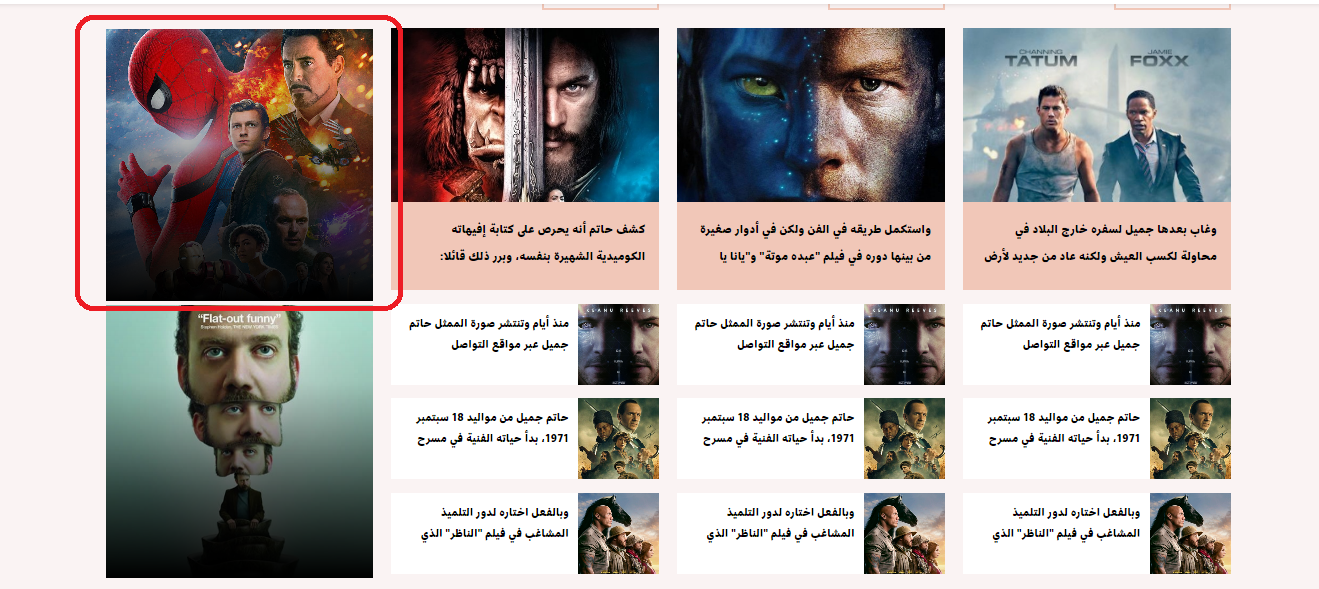 CHANNING
TATUM
JAMIE
FOXX
وغاب بعدها جميل لسفره خارج البلاد في
محاولة لكسب العيش ولكنه عاد من جديد لأرض
واستكمل طريقه في الفن ولكن في أدوار صغيرة
من بينها دوره في فيلم "عبده موتة" و"يانا يا
كشف حاتم أنه يحرص على كتابة إفيهاته
الكوميدية الشهيرة بنفسه، وبرر ذلك قائلا:
KEANU REEVES
منذ أيام وتنتشر صورة الممثل حاتم
جميل عبر مواقع التواصل
KEANU REEVES
منذ أيام وتنتشر صورة الممثل حاتم
جميل عبر مواقع التواصل
KEANU REEVES
منذ أيام وتنتشر صورة الممثل حاتم
جميل عبر مواقع التواصل
"Flat-out funny"
حاتم جميل من مواليد 18 سبتمبر
1971، بدأ حياته الفنية في مسرح
حاتم جميل من مواليد 18 سبتمبر
1971، بدأ حياته الفنية في مسرح
حاتم جميل من مواليد 18 سبتمبر
1971، بدأ حياته الفنية في مسرح
وبالفعل اختاره لدور التلميذ
المشاغب في فيلم "الناظر" الذي
وبالفعل اختاره لدور التلميذ
المشاغب في فيلم "الناظر" الذي
وبالفعل اختاره لدور التلميذ
المشاغب في فيلم "الناظر" الذي